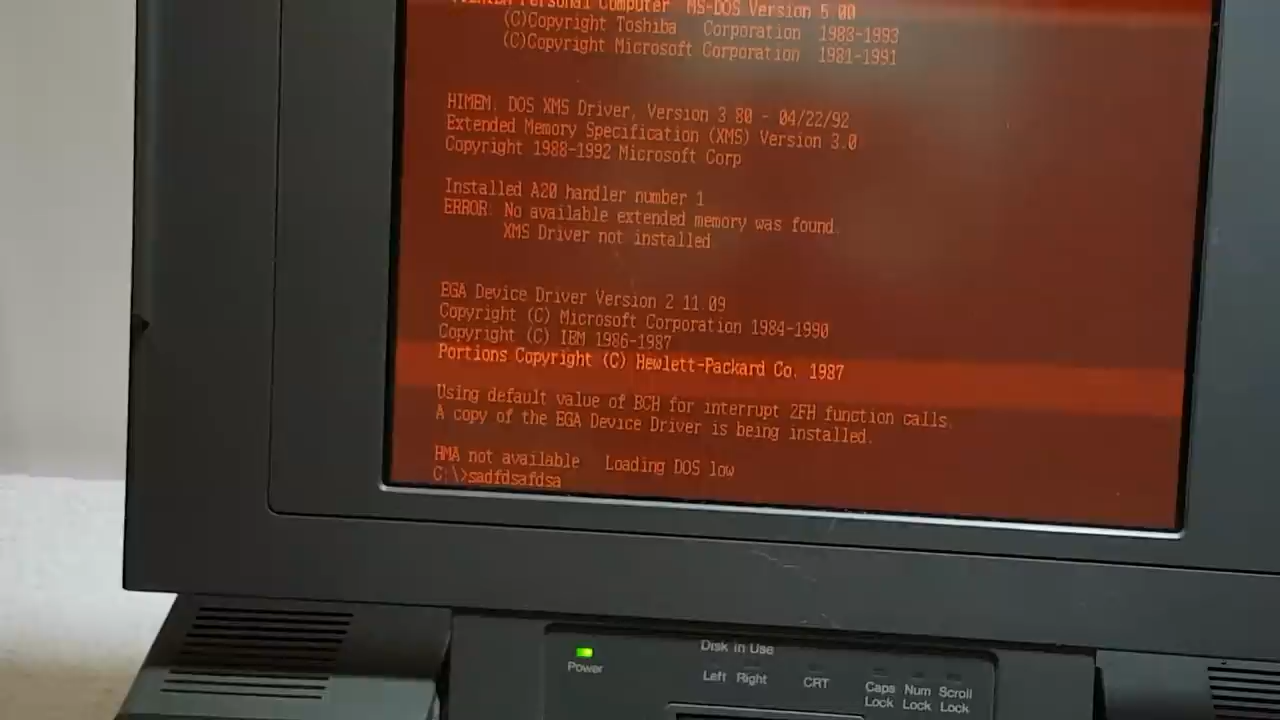 Personal Computer MS-DOS Version 5.00
(C)Copyright Toshiba Corporation 1983-1993
(C)Copyright Microsoft Corporation 1981-1991
HIMEM. DOS XMS Driver, Version 3.80 - 04/22/92
Extended Memory Specification (XMS) Version 3.0
Copyright 1988-1992 Microsoft Corp
Installed A20 handler number 1
ERROR: No available extended memory was found.
XMS Driver not installed
EGA Device Driver Version 2.11.09
Copyright (C) Microsoft Corporation 1984-1990
Copyright (C) IBM 1986-1987
Portions Copyright (C) Hewlett-Packard Co. 1987
Using default value of BCH for interrupt 2FH function calls.
A copy of the EGA Device Driver is being installed.
HMA not available Loading DOS low
C:\>sadfdsafdsa
Power
Disk in Use
Left Right
CRT
Caps Lock
Num Lock
Scroll Lock